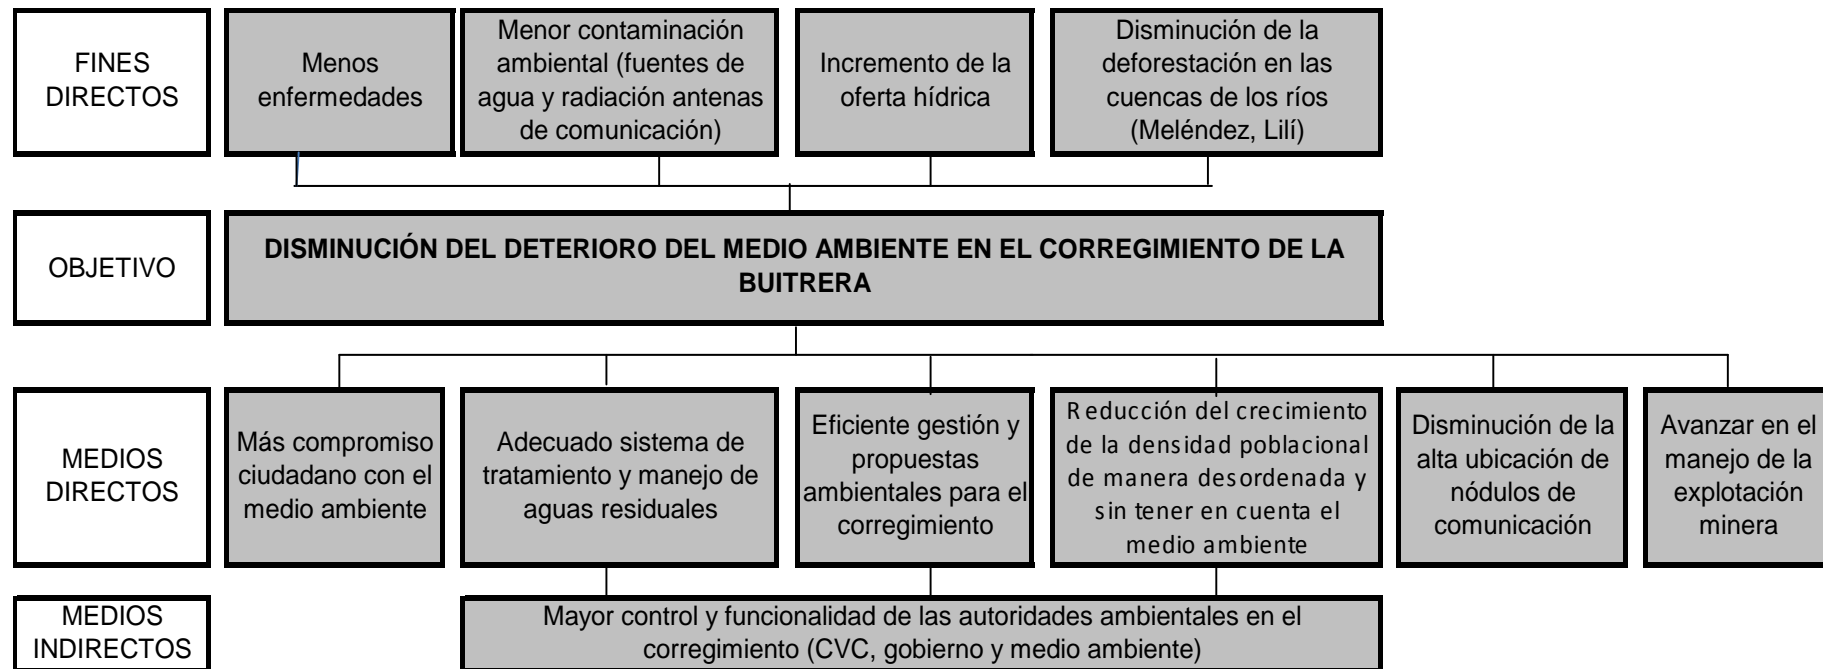 FINES
DIRECTOS
Menos
enfermedades
Menor contaminación
ambiental (fuentes de
agua y radiación antenas
de comunicación)
Incremento de la
oferta hídrica
Disminución de la
deforestación en las
cuencas de los ríos
(Meléndez, Lilí)
OBJETIVO
DISMINUCIÓN DEL DETERIORO DEL MEDIO AMBIENTE EN EL CORREGIMIENTO DE LA
BUITRERA
MEDIOS
DIRECTOS
Más compromiso
ciudadano con el
medio ambiente
Adecuado sistema de
tratamiento y manejo de
aguas residuales
Eficiente gestión y
propuestas
ambientales para el
corregimiento
Reducción del crecimiento
de la densidad poblacional
de manera desordenada y
sin tener en cuenta el
medio ambiente
Disminución de la
alta ubicación de
nódulos de
comunicación
Avanzar en el
manejo de la
explotación
minera
MEDIOS
INDIRECTOS
Mayor control y funcionalidad de las autoridades ambientales en el
corregimiento (CVC, gobierno y medio ambiente)